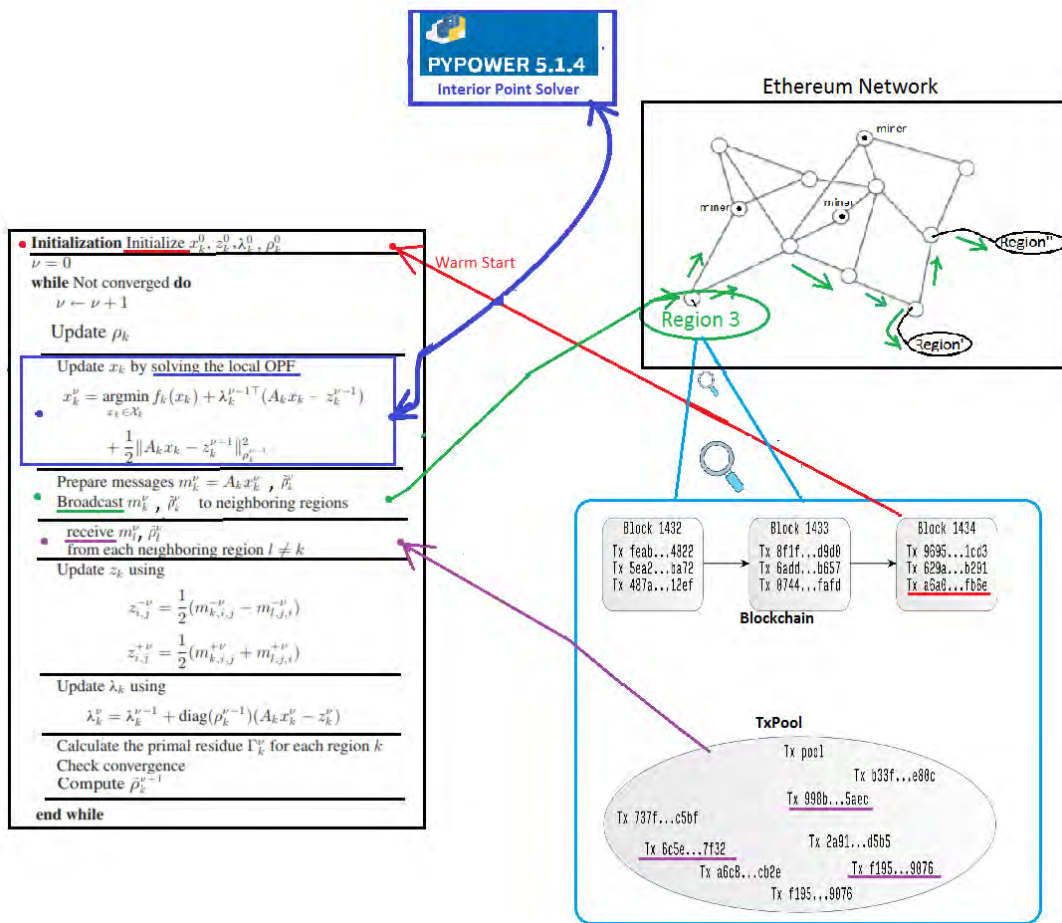 PYPOWER 5.1.4
Interior Point Solver
Ethereum Network
miner
miner
miner
Region''
Region'
Region 3
Warm Start
Initialization Initialize x_k^0, z_k^0, λ_k^0, ρ_k^0
ν = 0
while Not converged do
ν ← ν + 1
Update ρ_k
Update x_k by solving the local OPF
x_k^ν = argmin_{x_k∈𝒳_k} f_k(x_k) + λ_k^{ν−1⊤}(A_k x_k − z_k^{ν−1})
+ 1/2 ‖A_k x_k − z_k^{ν−1}‖²_{ρ_k^{ν−1}}
Prepare messages m_k^ν = A_k x_k^ν , ρ̃_k^ν
Broadcast m_k^ν , ρ̃_k^ν to neighboring regions
receive m_l^ν, ρ̃_l^ν
from each neighboring region l ≠ k
Update z_k using
z_{i,j}^{−ν} = 1/2 (m_{k,i,j}^{−ν} − m_{l,j,i}^{−ν})
z_{i,j}^{+ν} = 1/2 (m_{k,i,j}^{+ν} + m_{l,j,i}^{+ν})
Update λ_k using
λ_k^ν = λ_k^{ν−1} + diag(ρ_k^{ν−1})(A_k x_k^ν − z_k^ν)
Calculate the primal residue Γ_k^ν for each region k
Check convergence
Compute ρ̃_k^{ν+1}
end while
Block 1432
Tx feab...4822
Tx 5ea2...ba72
Tx 487a...12ef
Block 1433
Tx 8f1f...d9d0
Tx 6add...b657
Tx 0744...fafd
Block 1434
Tx 9695...1cd3
Tx 629a...b291
Tx a6a0...fb6e
Blockchain
TxPool
Tx pool
Tx b33f...e80c
Tx 998b...5aec
Tx 737f...c5bf
Tx 2a91...d5b5
Tx 6c5e...7f32
Tx a6c8...cb2e
Tx f195...9076
Tx f195...9076